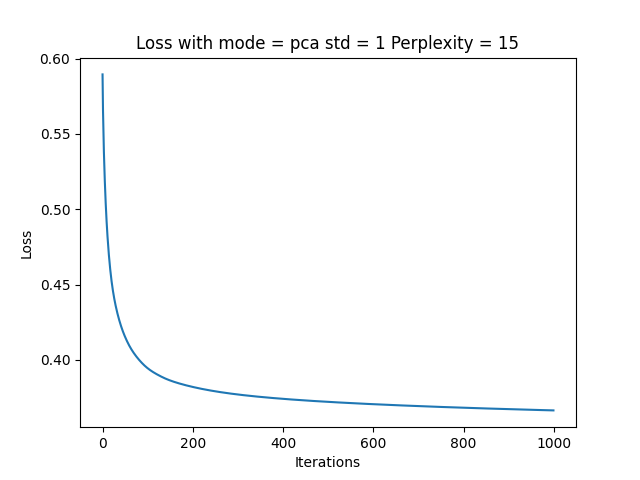 Loss with mode = pca std = 1 Perplexity = 15
0.60
0.55
0.50
0.45
0.40
Loss
0 200 400 600 800 1000
Iterations